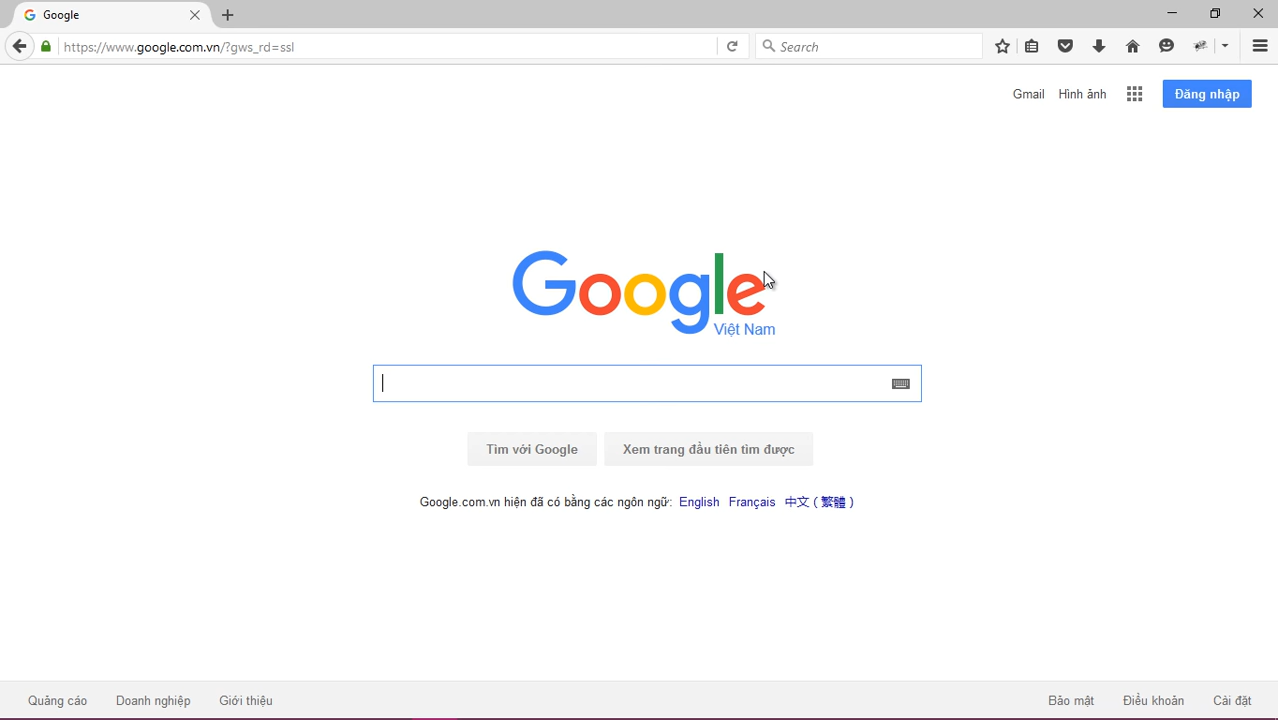 Google
https://www.google.com.vn/?gws_rd=ssl
Search
Gmail Hình ảnh Đăng nhập
Google
Việt Nam
Tìm với Google Xem trang đầu tiên tìm được
Google.com.vn hiện đã có bằng các ngôn ngữ: English Français 中文 ( 繁體 )
Quảng cáo Doanh nghiệp Giới thiệu Bảo mật Điều khoản Cài đặt